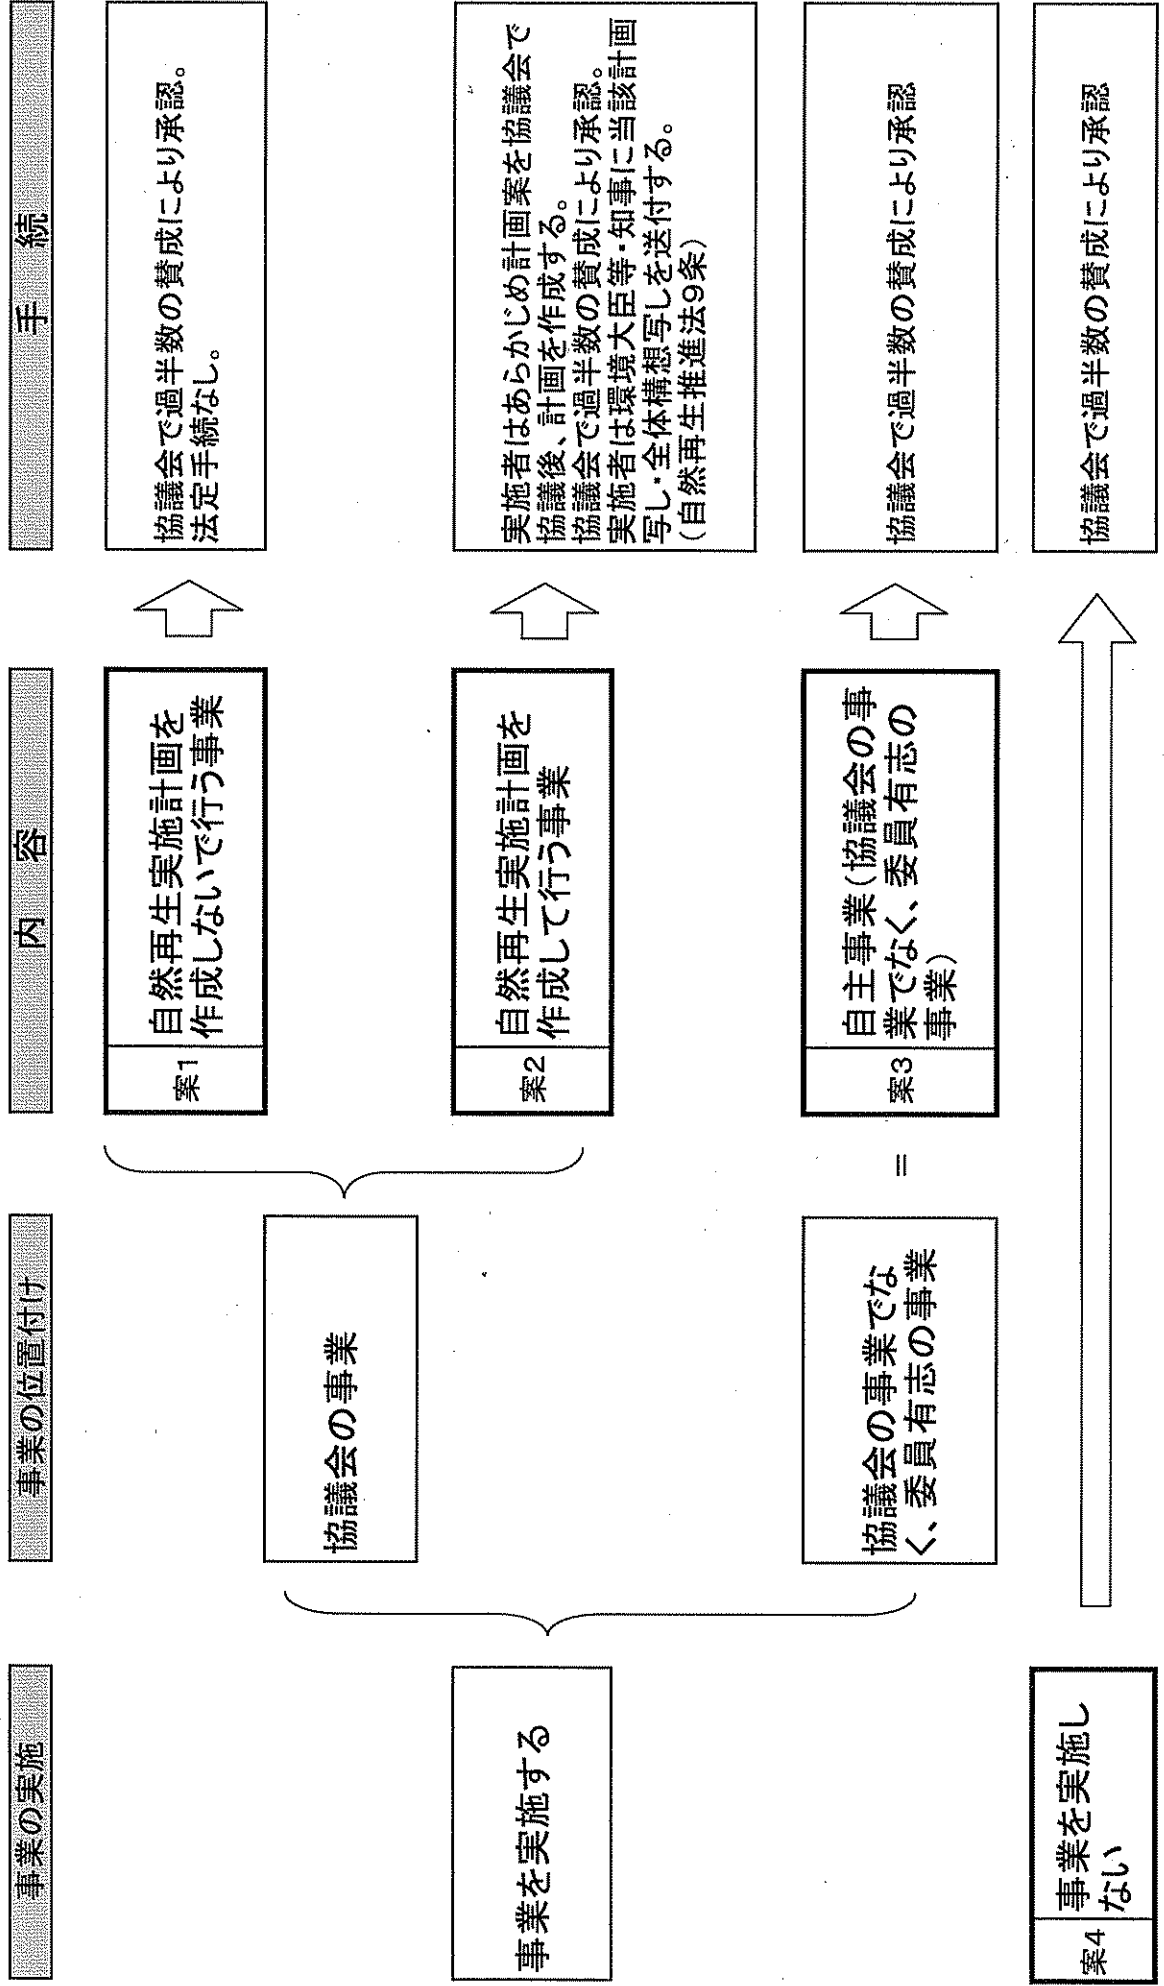 事業の実施
事業の位置付け
内 容
手 続
事業を実施する
協議会の事業
案1
自然再生実施計画を
作成しないで行う事業
協議会で過半数の賛成により承認。
法定手続なし。
案2
自然再生実施計画を
作成して行う事業
実施者はあらかじめ計画案を協議会で
協議後、計画を作成する。
協議会で過半数の賛成により承認。
実施者は環境大臣等・知事に当該計画
写し・全体構想写しを送付する。
（自然再生推進法9条）
協議会の事業でな
く、委員有志の事業
＝
案3
自主事業（協議会の事
業でなく、委員有志の
事業）
協議会で過半数の賛成により承認
案4
事業を実施し
ない
協議会で過半数の賛成により承認